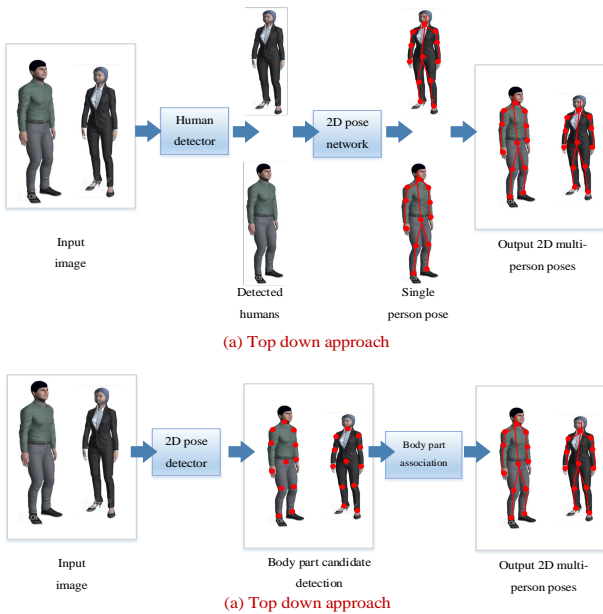 Human
detector
2D pose
network
Input
image
Detected
humans
Single
person pose
Output 2D multi-
person poses
(a) Top down approach
2D pose
detector
Body part
association
Input
image
Body part candidate
detection
Output 2D multi-
person poses
(a) Top down approach